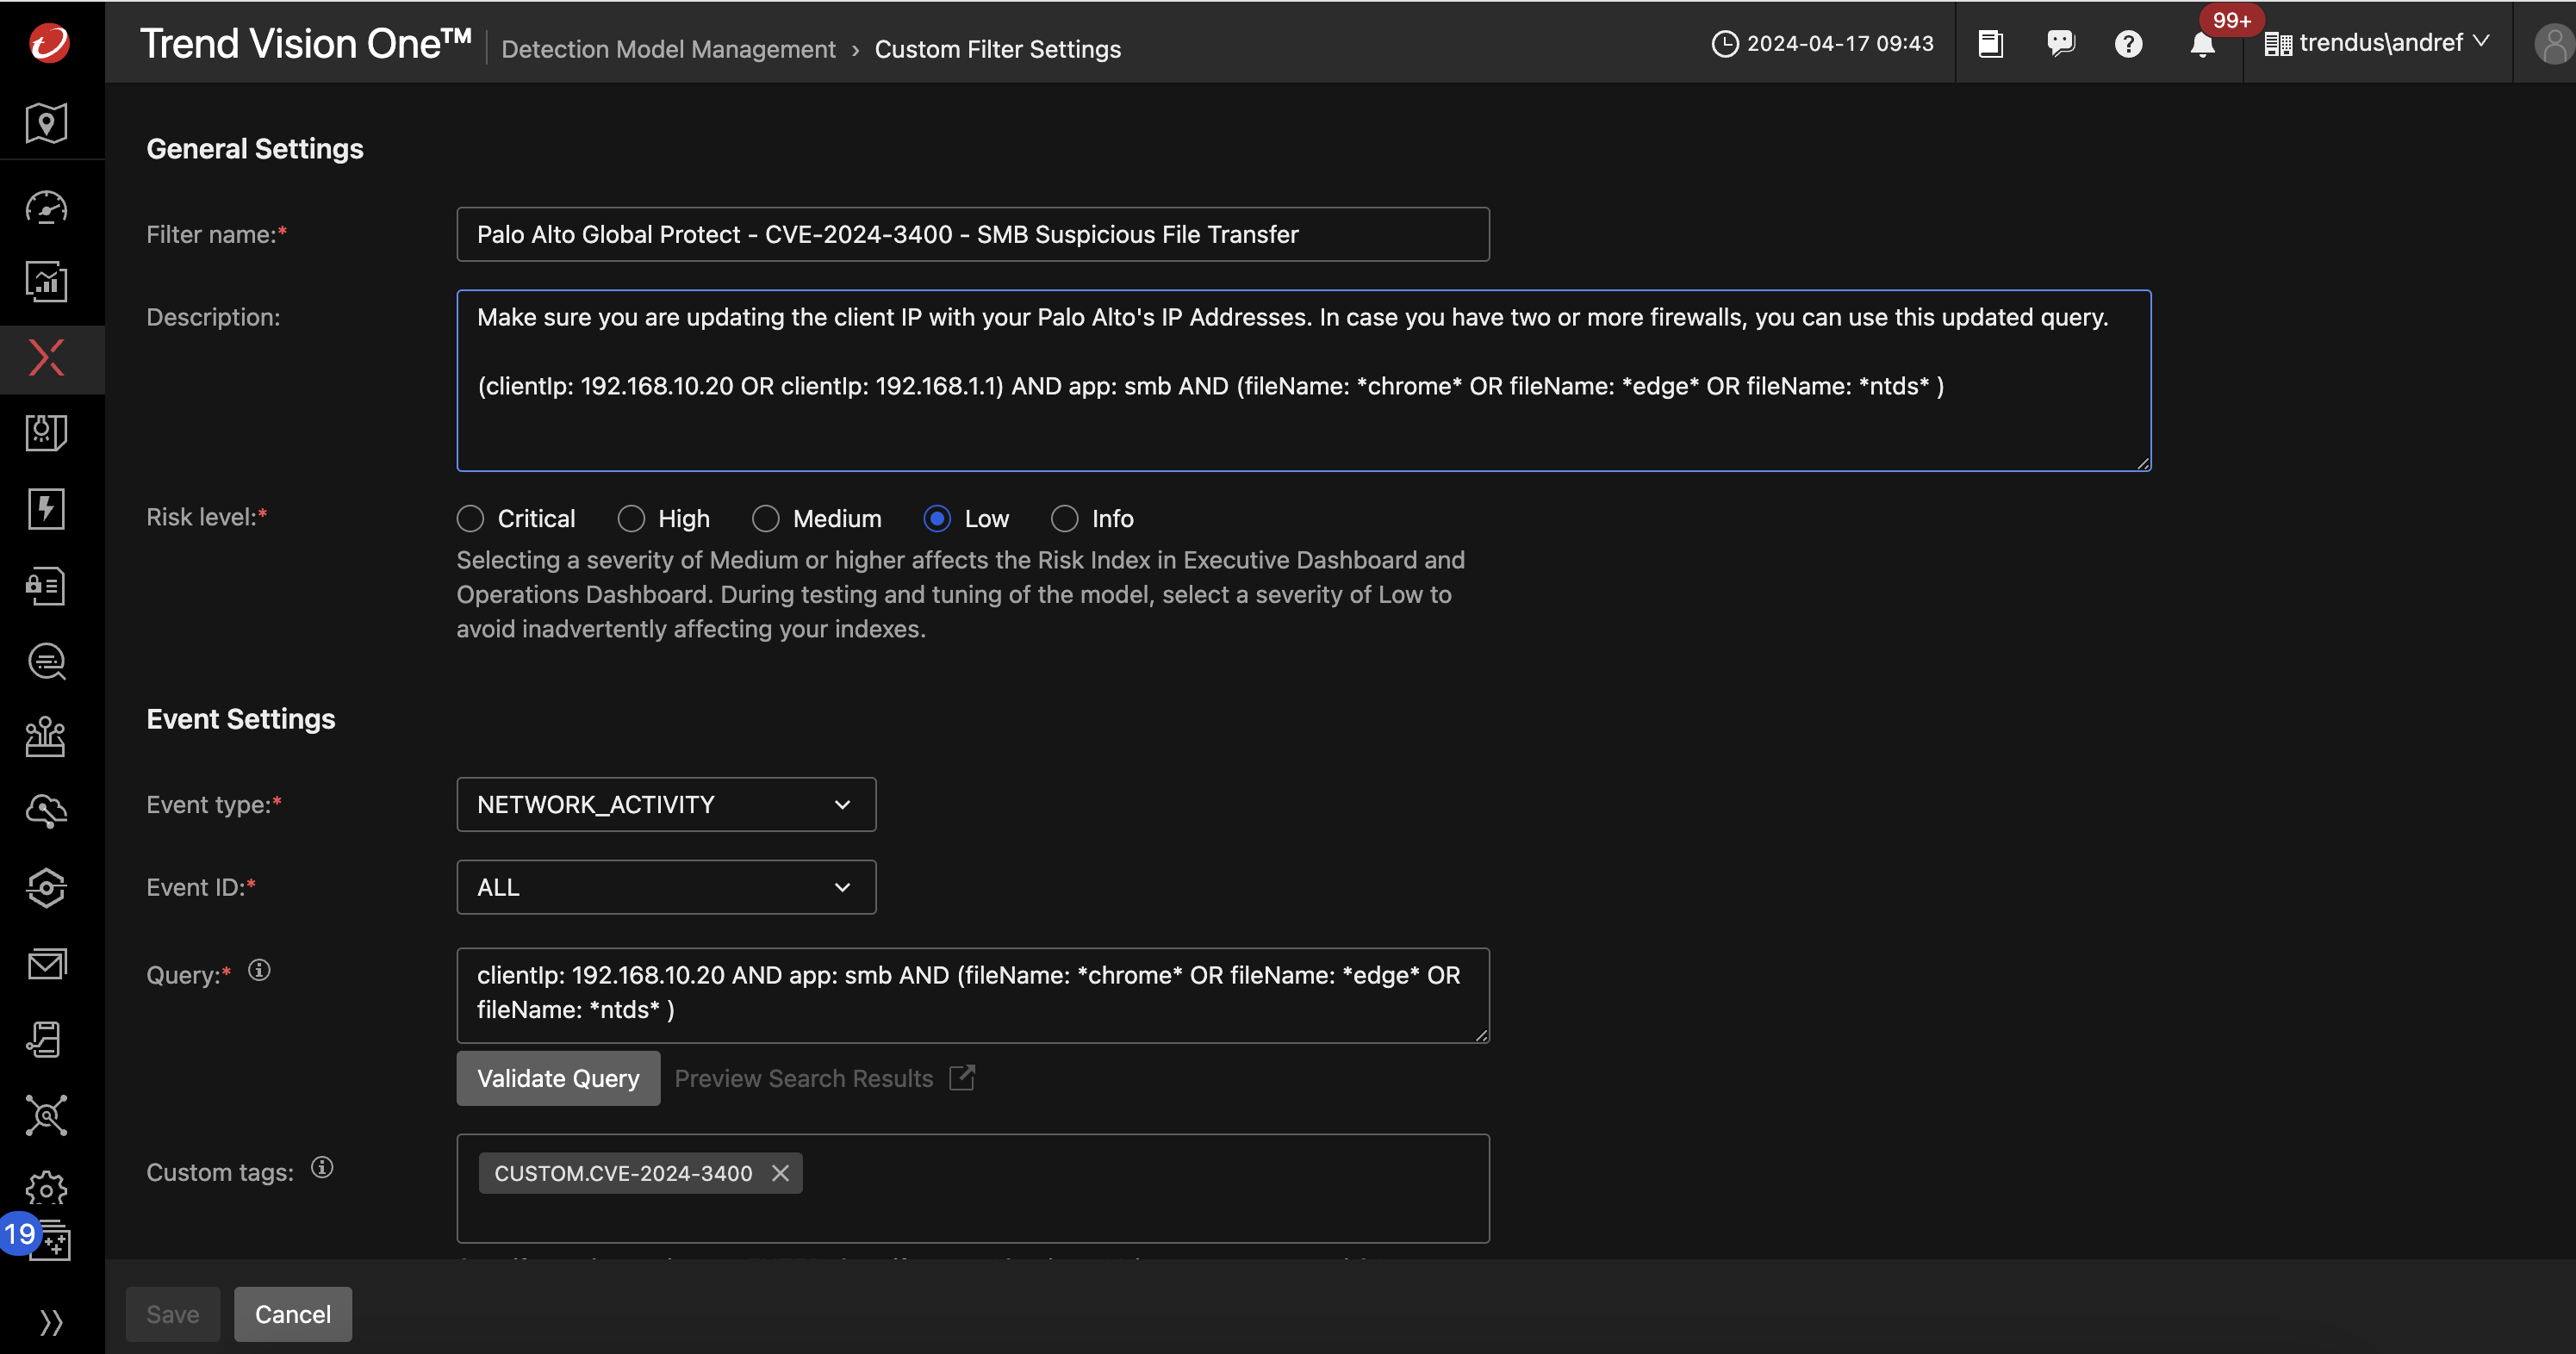 Trend Vision One™
Detection Model Management › Custom Filter Settings
2024-04-17 09:43
99+
trendus\andref
General Settings
Filter name:*
Palo Alto Global Protect - CVE-2024-3400 - SMB Suspicious File Transfer
Description:
Make sure you are updating the client IP with your Palo Alto's IP Addresses. In case you have two or more firewalls, you can use this updated query.
(clientIp: 192.168.10.20 OR clientIp: 192.168.1.1) AND app: smb AND (fileName: *chrome* OR fileName: *edge* OR fileName: *ntds* )
Risk level:*
Critical High Medium Low Info
Selecting a severity of Medium or higher affects the Risk Index in Executive Dashboard and
Operations Dashboard. During testing and tuning of the model, select a severity of Low to
avoid inadvertently affecting your indexes.
Event Settings
Event type:*
NETWORK_ACTIVITY
Event ID:*
ALL
Query:*
clientIp: 192.168.10.20 AND app: smb AND (fileName: *chrome* OR fileName: *edge* OR
fileName: *ntds* )
Validate Query Preview Search Results
Custom tags:
CUSTOM.CVE-2024-3400
19
Save Cancel